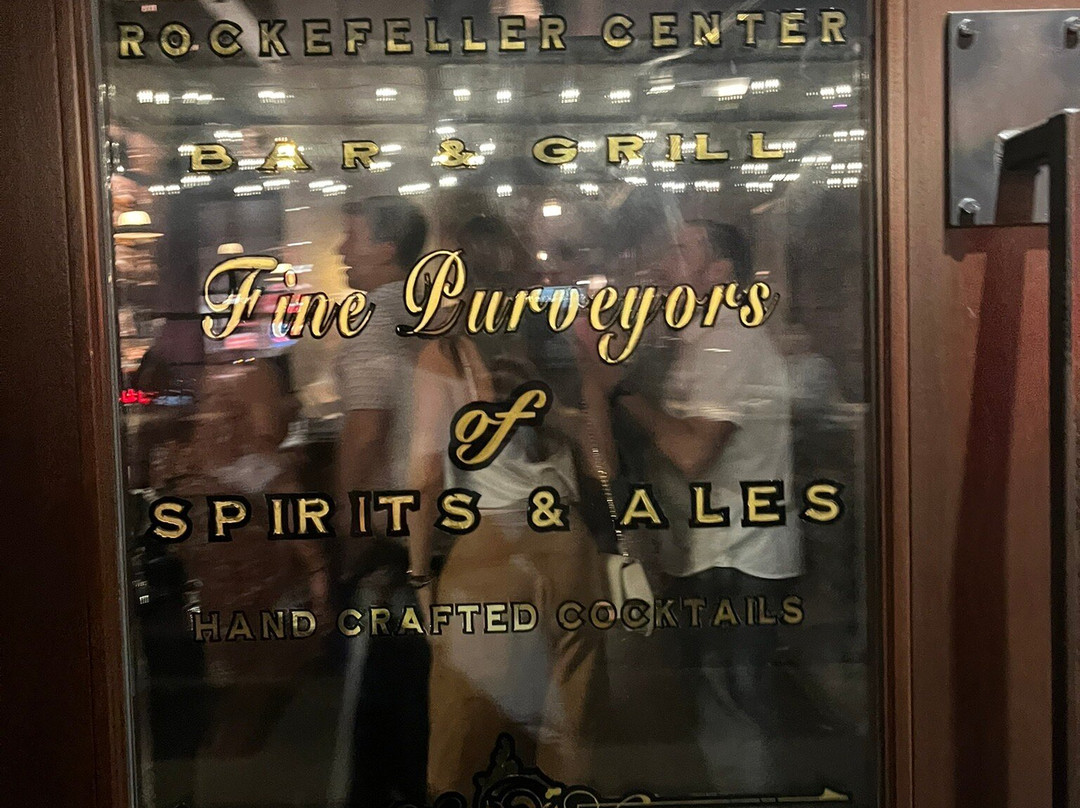 ROCKEFELLER CENTER
BAR & GRILL
Fine Purveyors
of
SPIRITS & ALES
HAND CRAFTED COCKTAILS